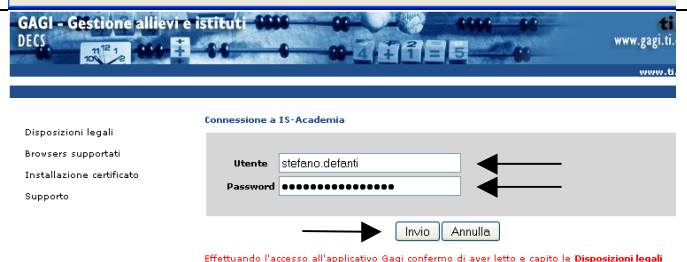 GAGI - Gestione allievi e istituti
DECS
www.gagi.ti.
www.ti.
Connessione a IS-Academia
Disposizioni legali
Browsers supportati
Installazione certificato
Supporto
Utente stefano.defanti
Password ●●●●●●●●●●●●●●●●
Invio Annulla
Effettuando l'accesso all'applicativo Gagi confermo di aver letto e capito le Disposizioni legali